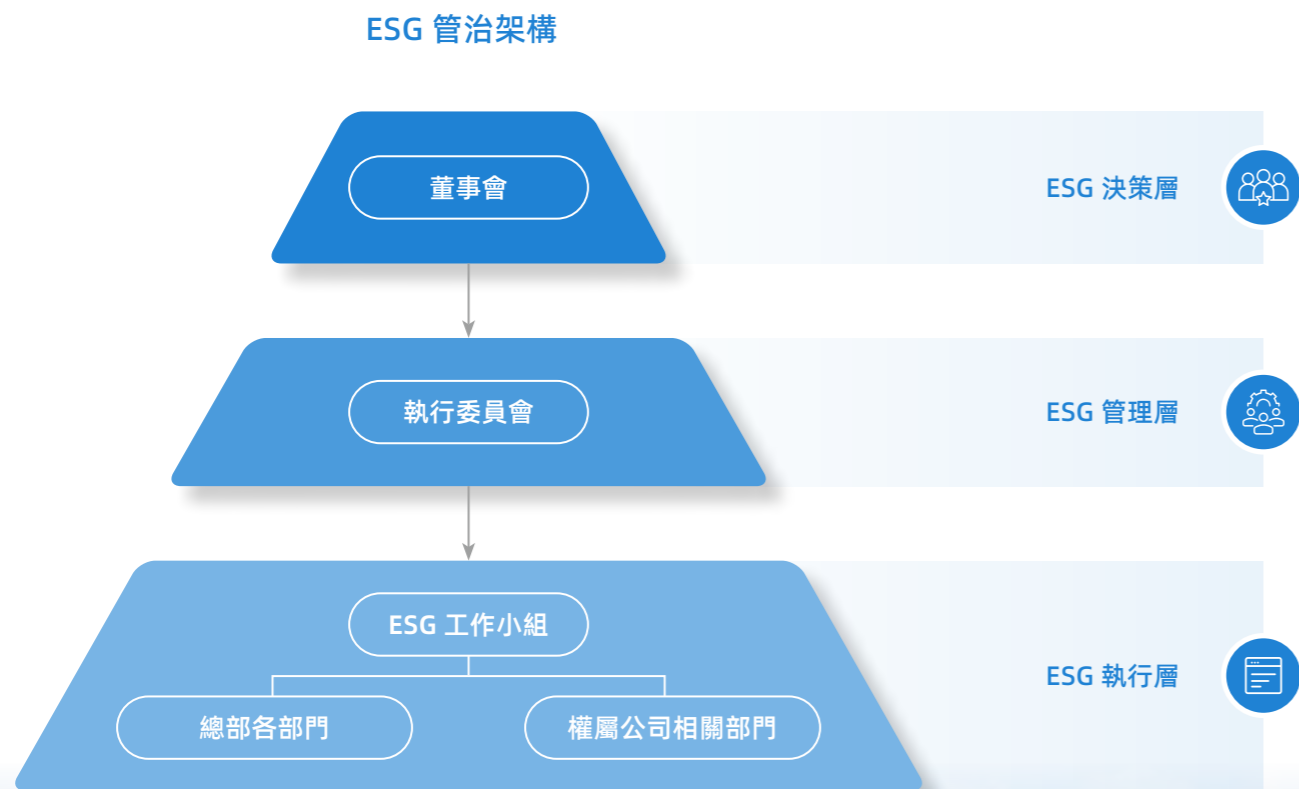 ESG 管治架構
董事會
ESG 決策層
執行委員會
ESG 管理層
ESG 工作小組
ESG 執行層
總部各部門
權屬公司相關部門